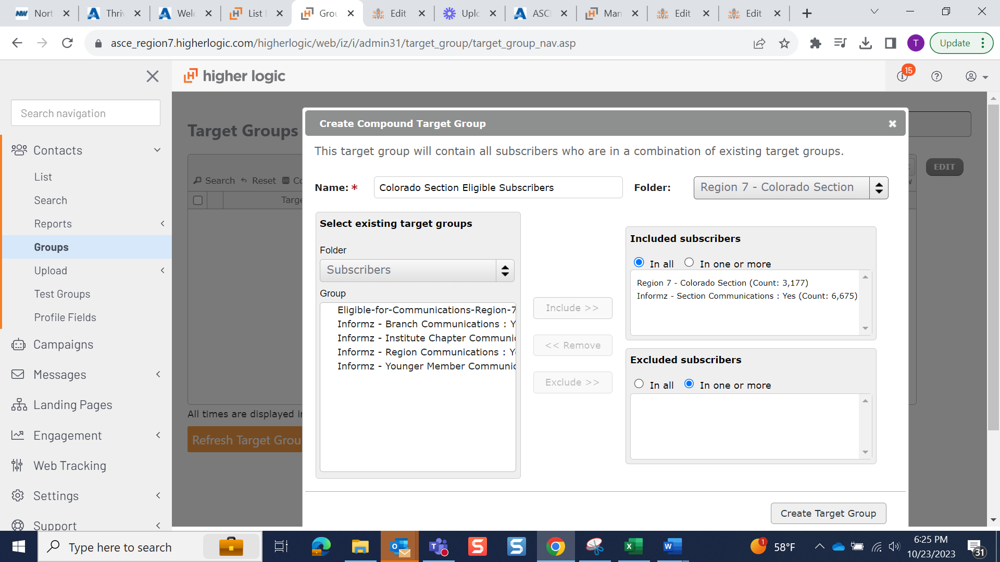 Nort
Thriv
Welc
List
Grou
Edit
Uplo
ASC
Man
Edit
Edit
asce_region7.higherlogic.com/higherlogic/web/iz/i/admin31/target_group/target_group_nav.asp
T
Update
higher logic
15
Search navigation
Contacts
List
Search
Reports
Groups
Upload
Test Groups
Profile Fields
Campaigns
Messages
Landing Pages
Engagement
Web Tracking
Settings
Support
Target Groups
Search Reset Co
Targe
EDIT
All times are displayed in
Refresh Target Grou
Create Compound Target Group
This target group will contain all subscribers who are in a combination of existing target groups.
Name: * Colorado Section Eligible Subscribers Folder: Region 7 - Colorado Section
Select existing target groups
Folder
Subscribers
Group
Eligible-for-Communications-Region-7
Informz - Branch Communications : Y
Informz - Institute Chapter Communic
Informz - Region Communications : Y
Informz - Younger Member Communic
Include >>
<< Remove
Exclude >>
Included subscribers
In all In one or more
Region 7 - Colorado Section (Count: 3,177)
Informz - Section Communications : Yes (Count: 6,675)
Excluded subscribers
In all In one or more
Create Target Group
Type here to search
1
58°F
6:25 PM
10/23/2023
31